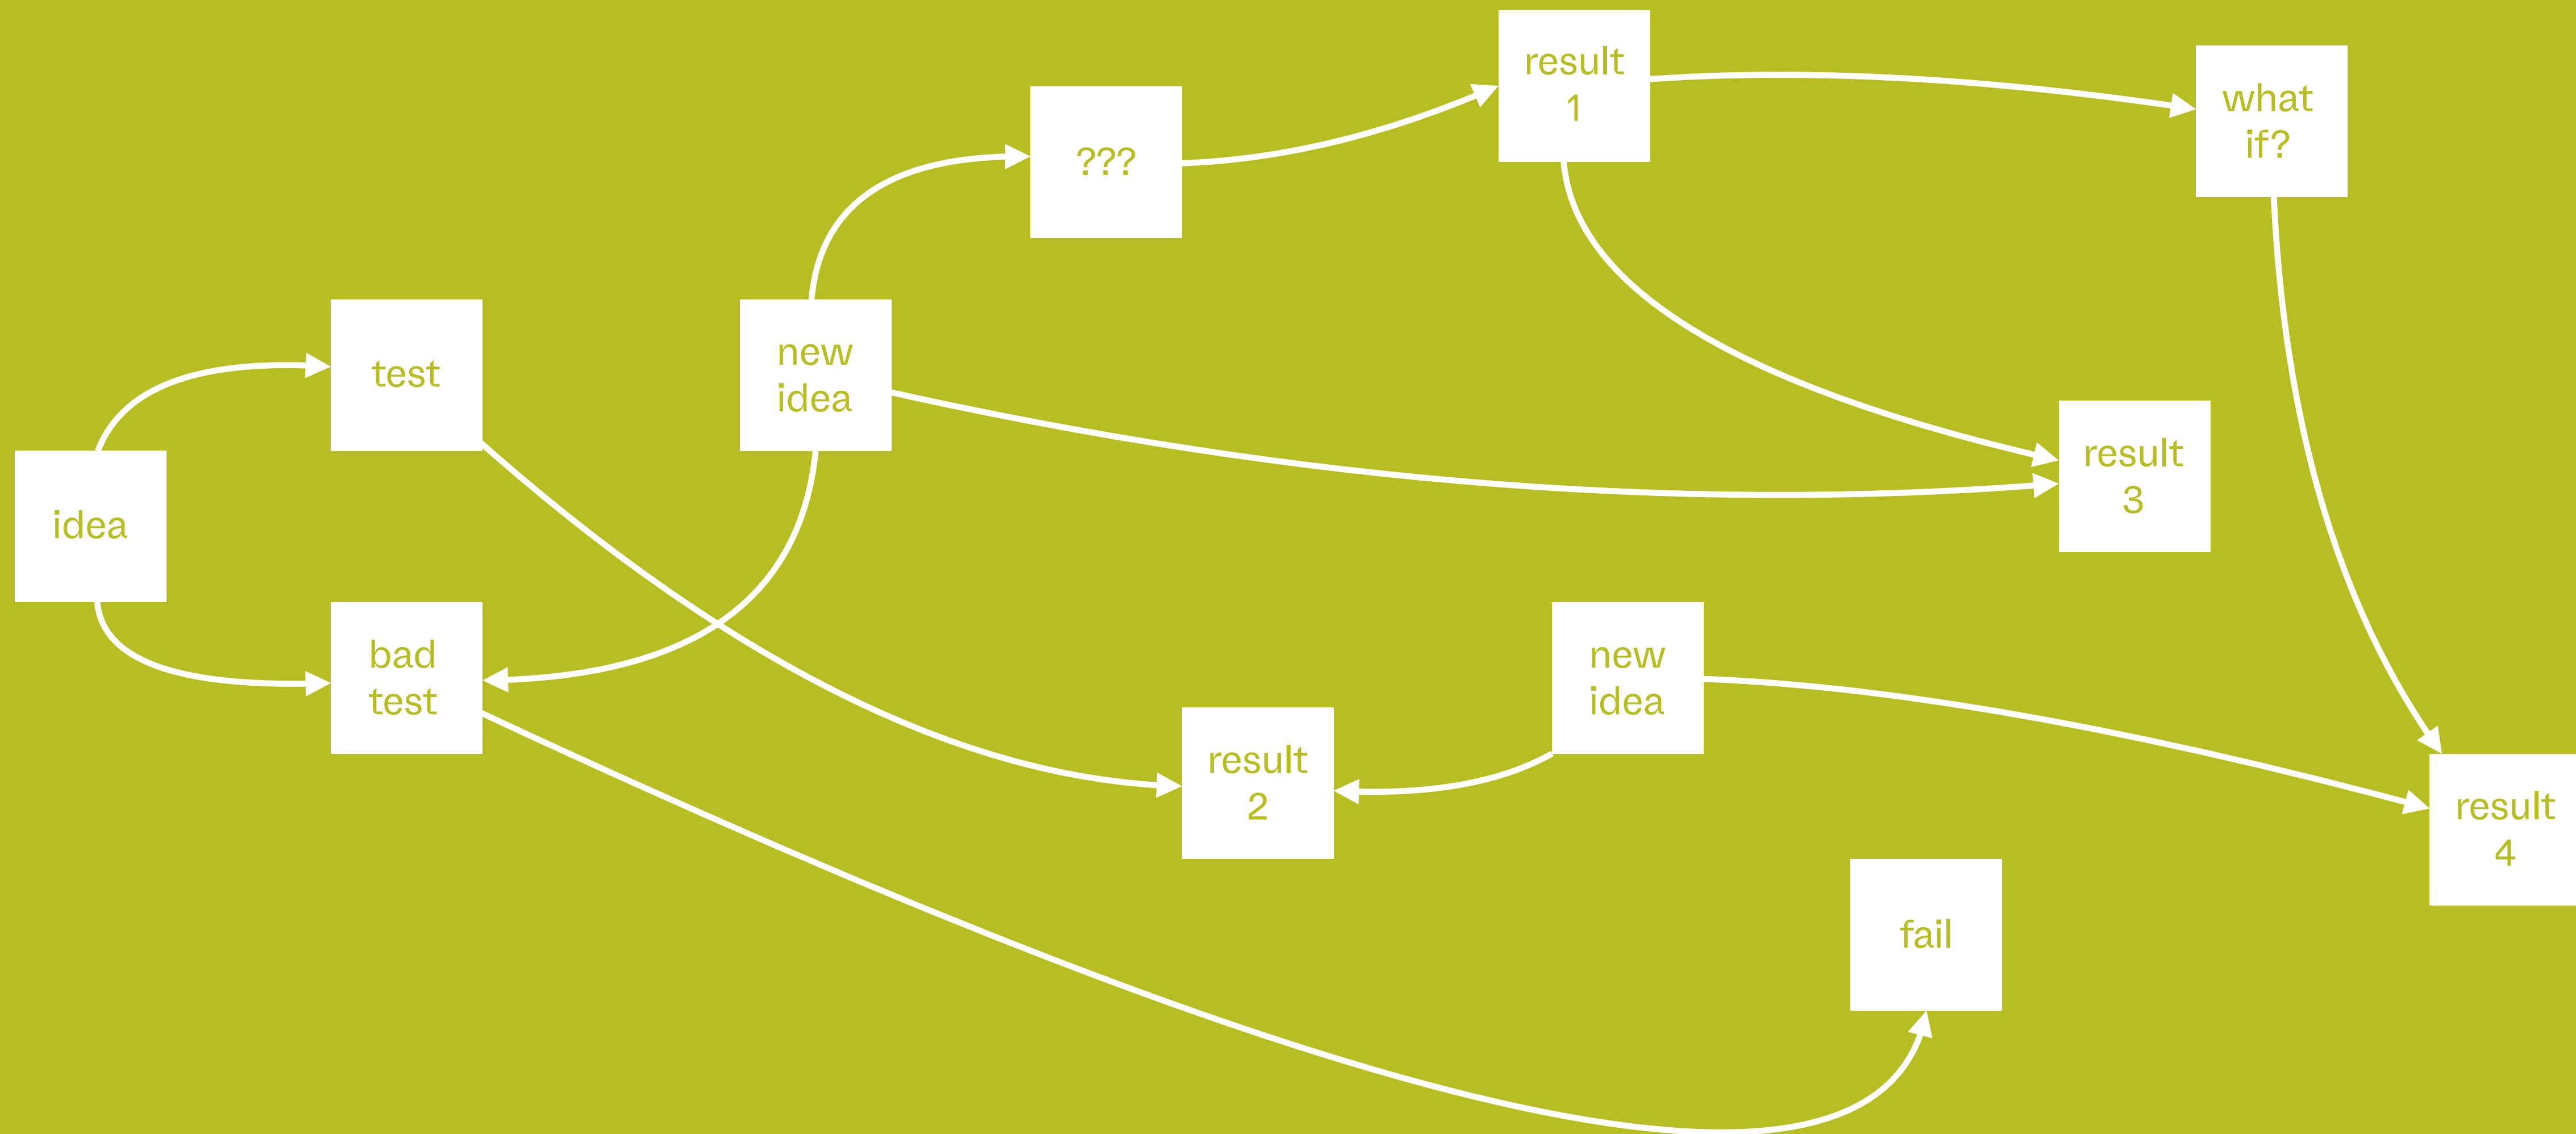 result
1
what
if?
???
test
new
idea
idea
result
3
bad
test
new
idea
result
2
result
4
fail